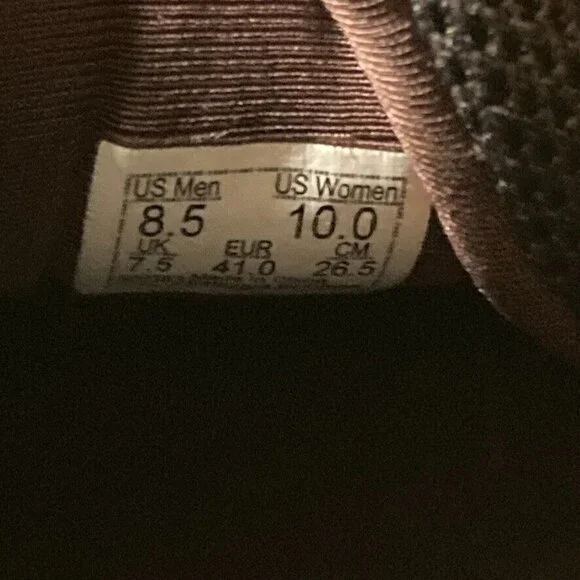 US Men US Women
8.5 10.0
UK EUR CM
7.5 41.0 26.5